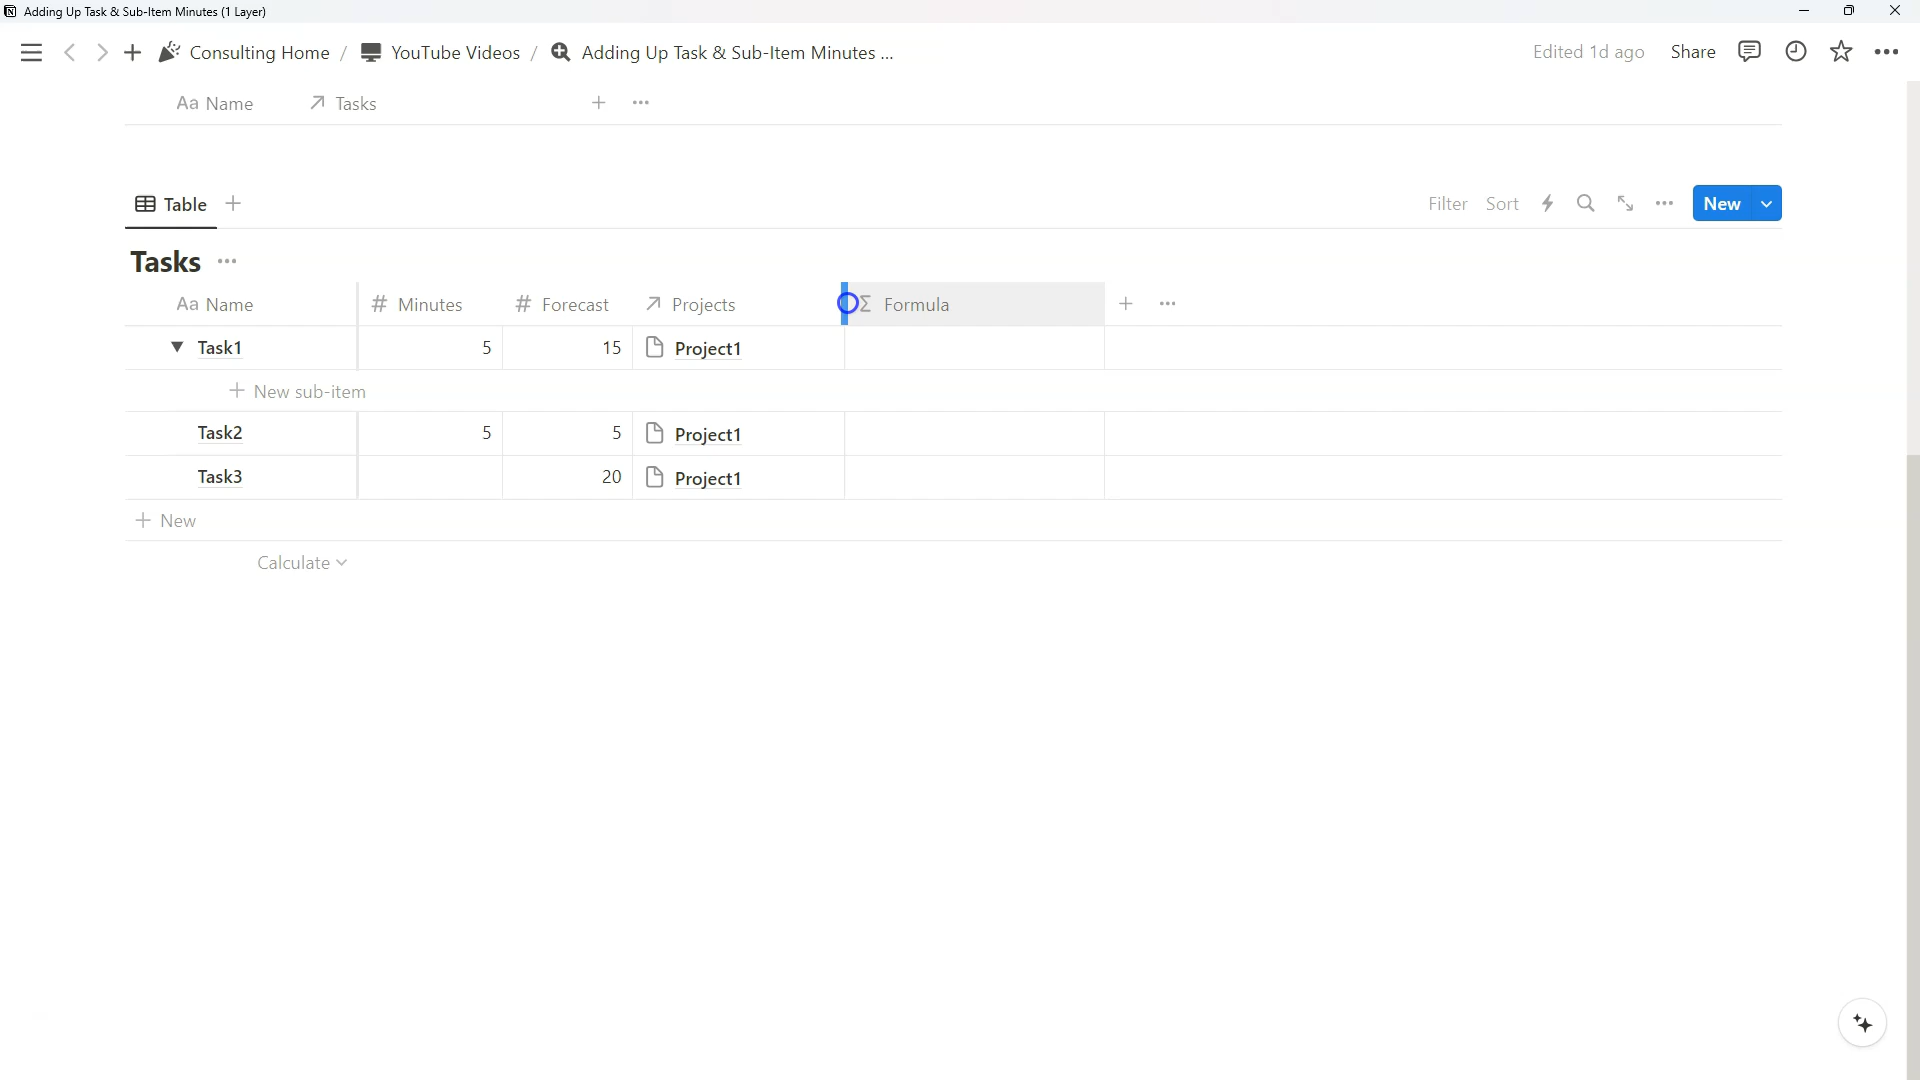 Adding Up Task & Sub-Item Minutes (1 Layer)
Consulting Home / YouTube Videos / Adding Up Task & Sub-Item Minutes ... Edited 1d ago Share
Aa Name Tasks
Table Filter Sort New
Tasks
Aa Name # Minutes # Forecast Projects Σ Formula
Task1 5 15 Project1
+ New sub-item
Task2 5 5 Project1
Task3 20 Project1
+ New
Calculate